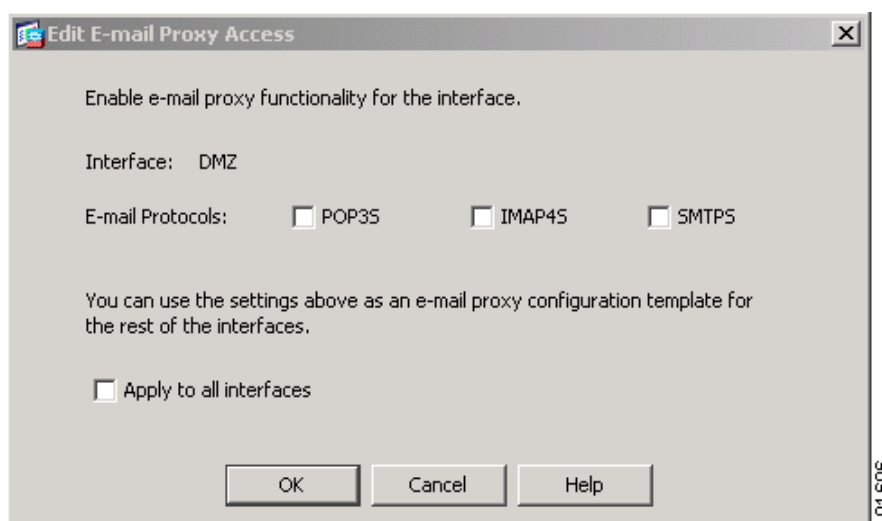 Edit E-mail Proxy Access
Enable e-mail proxy functionality for the interface.
Interface: DMZ
E-mail Protocols: POP3S IMAP4S SMTPS
You can use the settings above as an e-mail proxy configuration template for
the rest of the interfaces.
Apply to all interfaces
OK Cancel Help